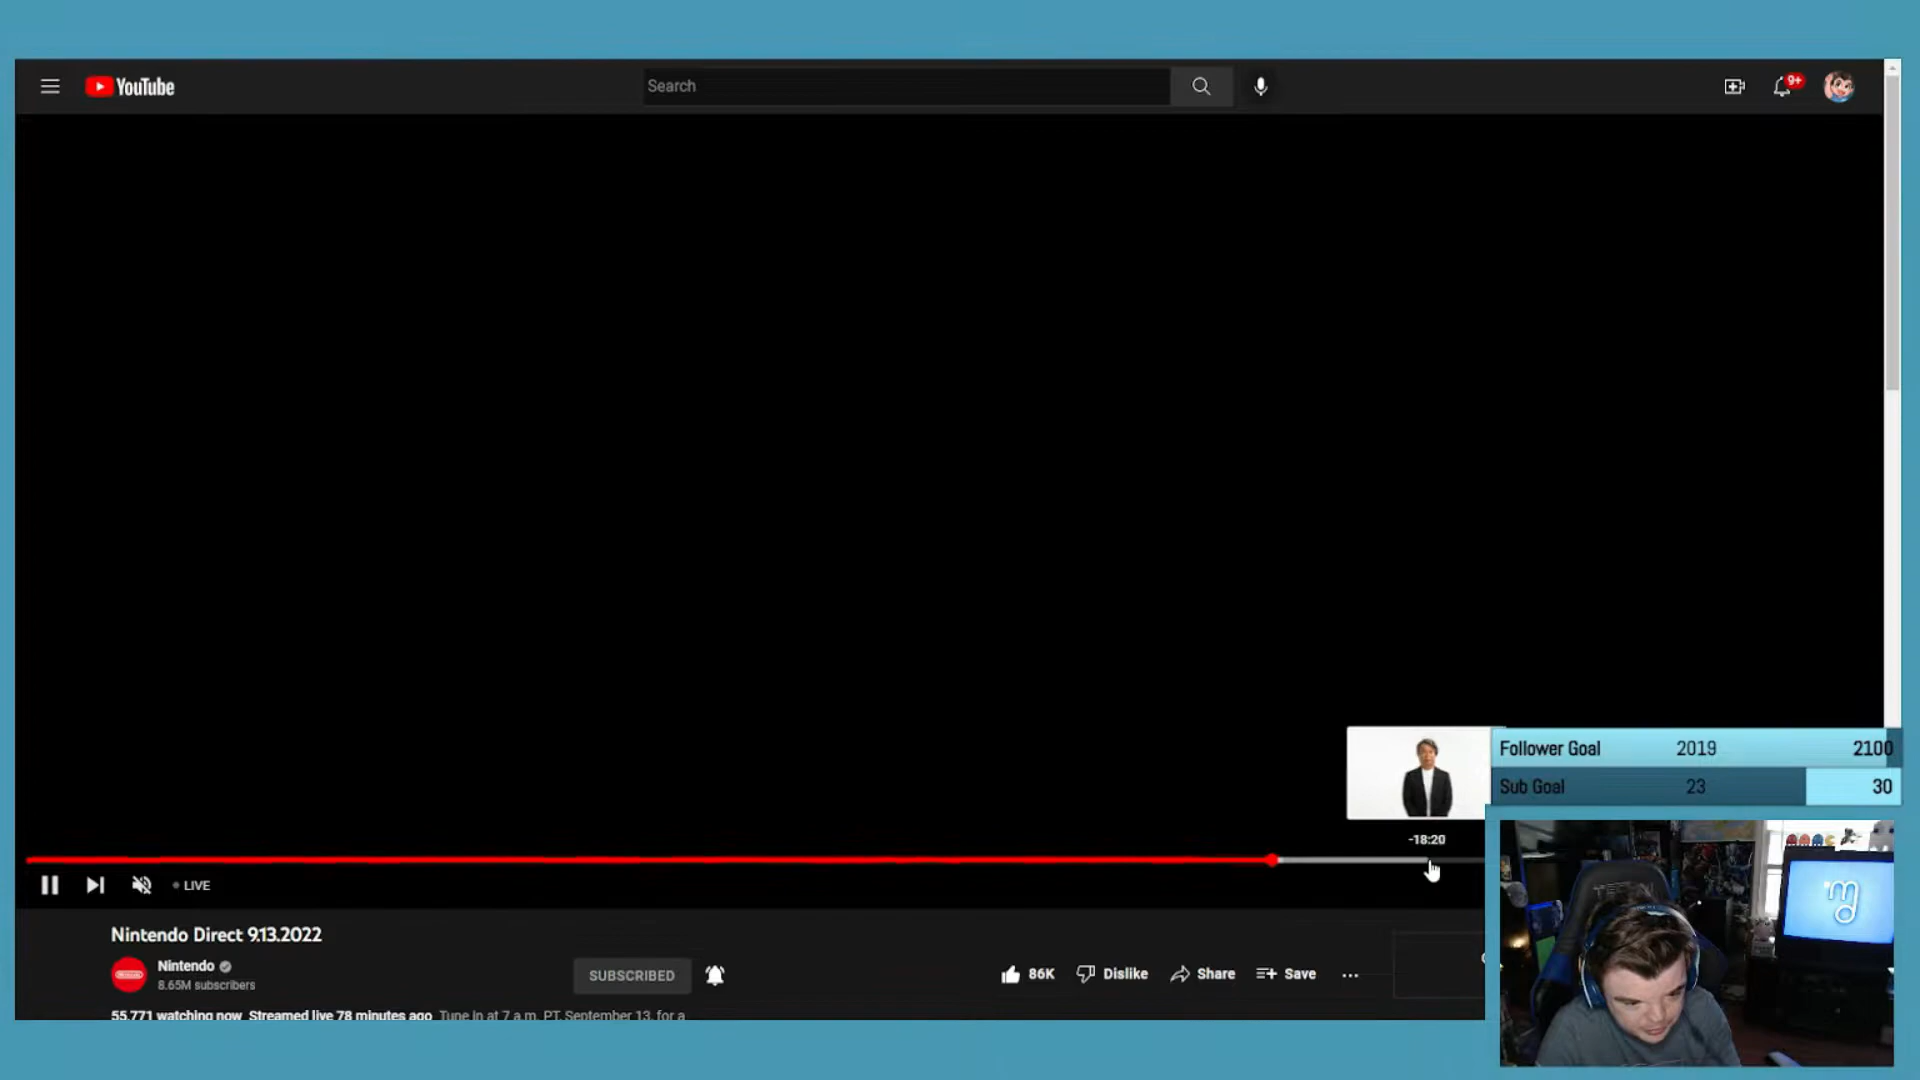 YouTube
Search
9+
Follower Goal 2019 2100
Sub Goal 23 30
-18:20
LIVE
Nintendo Direct 9.13.2022
Nintendo
8.65M subscribers
SUBSCRIBED
86K Dislike Share Save
55,771 watching now Streamed live 78 minutes ago Tune in at 7 a.m. PT, September 13, for a